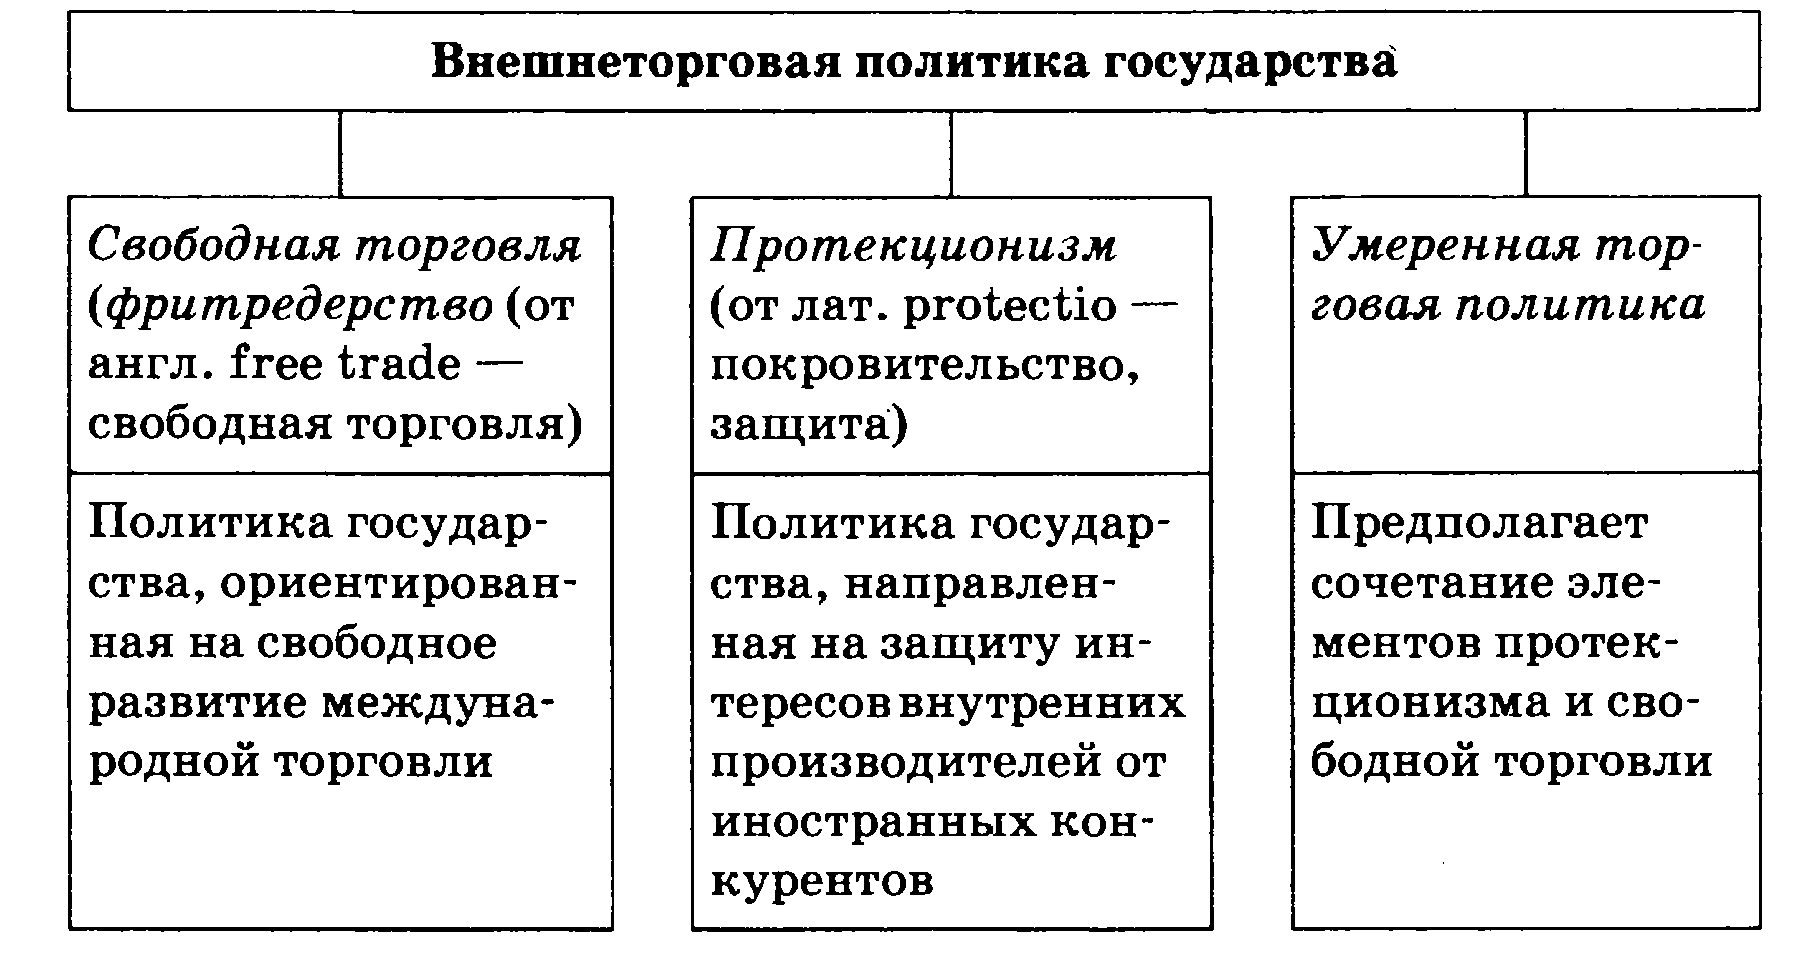 Внешнеторговая политика государства
Свободная торговля
(фритредерство (от
англ. free trade —
свободная торговля)
Политика государ-
ства, ориентирован-
ная на свободное
развитие междуна-
родной торговли
Протекционизм
(от лат. protectio —
покровительство,
защита)
Политика государ-
ства, направлен-
ная на защиту ин-
тересов внутренних
производителей от
иностранных кон-
курентов
Умеренная тор-
говая политика
Предполагает
сочетание эле-
ментов протек-
ционизма и сво-
бодной торговли